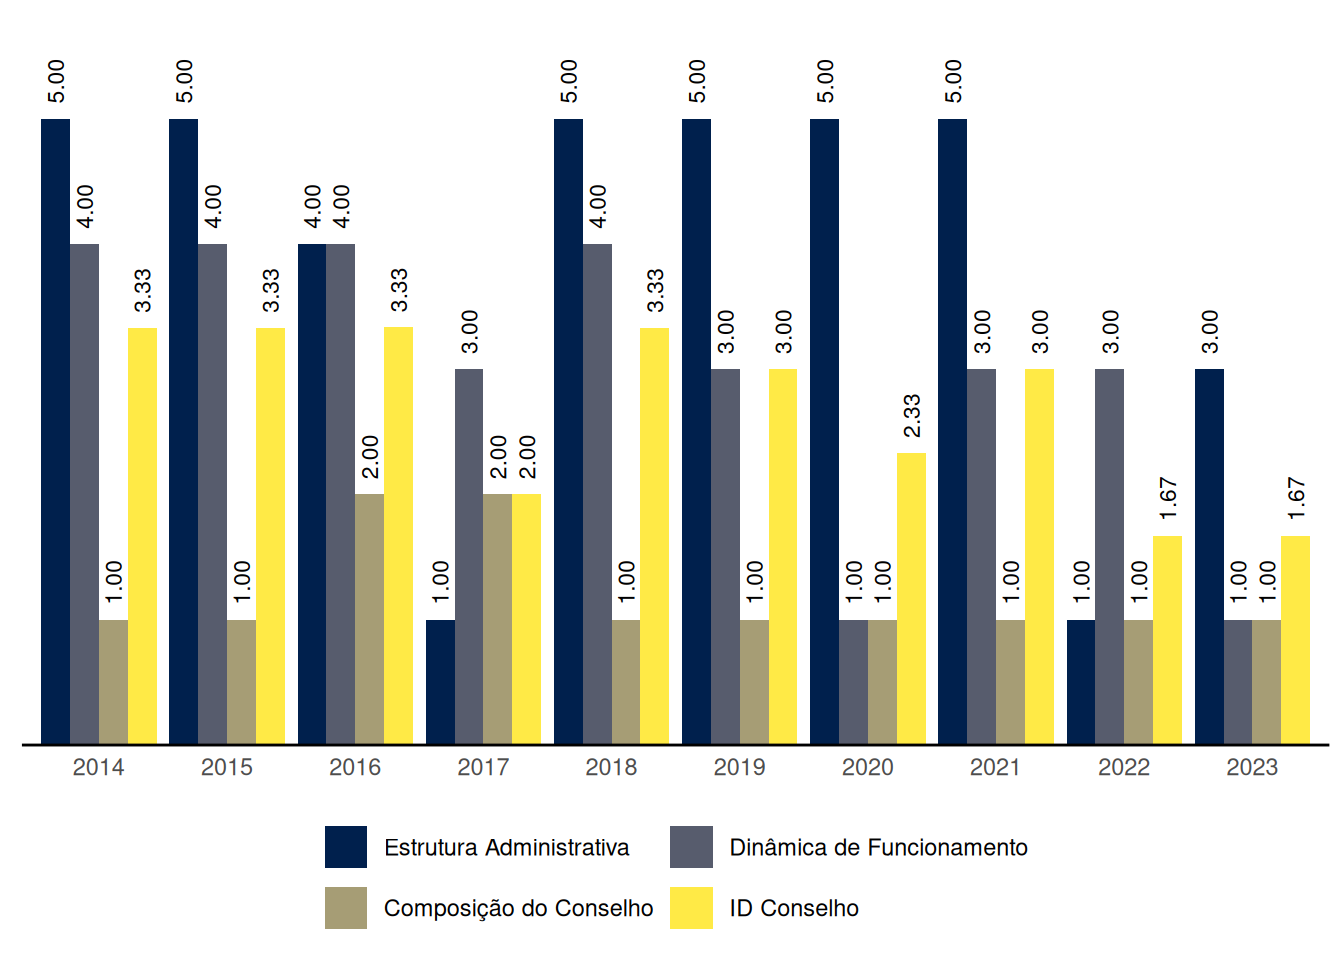 5.00 4.00 1.00 3.33
5.00 4.00 1.00 3.33
4.00 4.00 2.00 3.33
1.00 3.00 2.00 2.00
5.00 4.00 1.00 3.33
5.00 3.00 1.00 3.00
5.00 1.00 1.00 2.33
5.00 3.00 1.00 3.00
1.00 3.00 1.00 1.67
3.00 1.00 1.00 1.67
2014 2015 2016 2017 2018 2019 2020 2021 2022 2023
Estrutura Administrativa Dinâmica de Funcionamento
Composição do Conselho ID Conselho